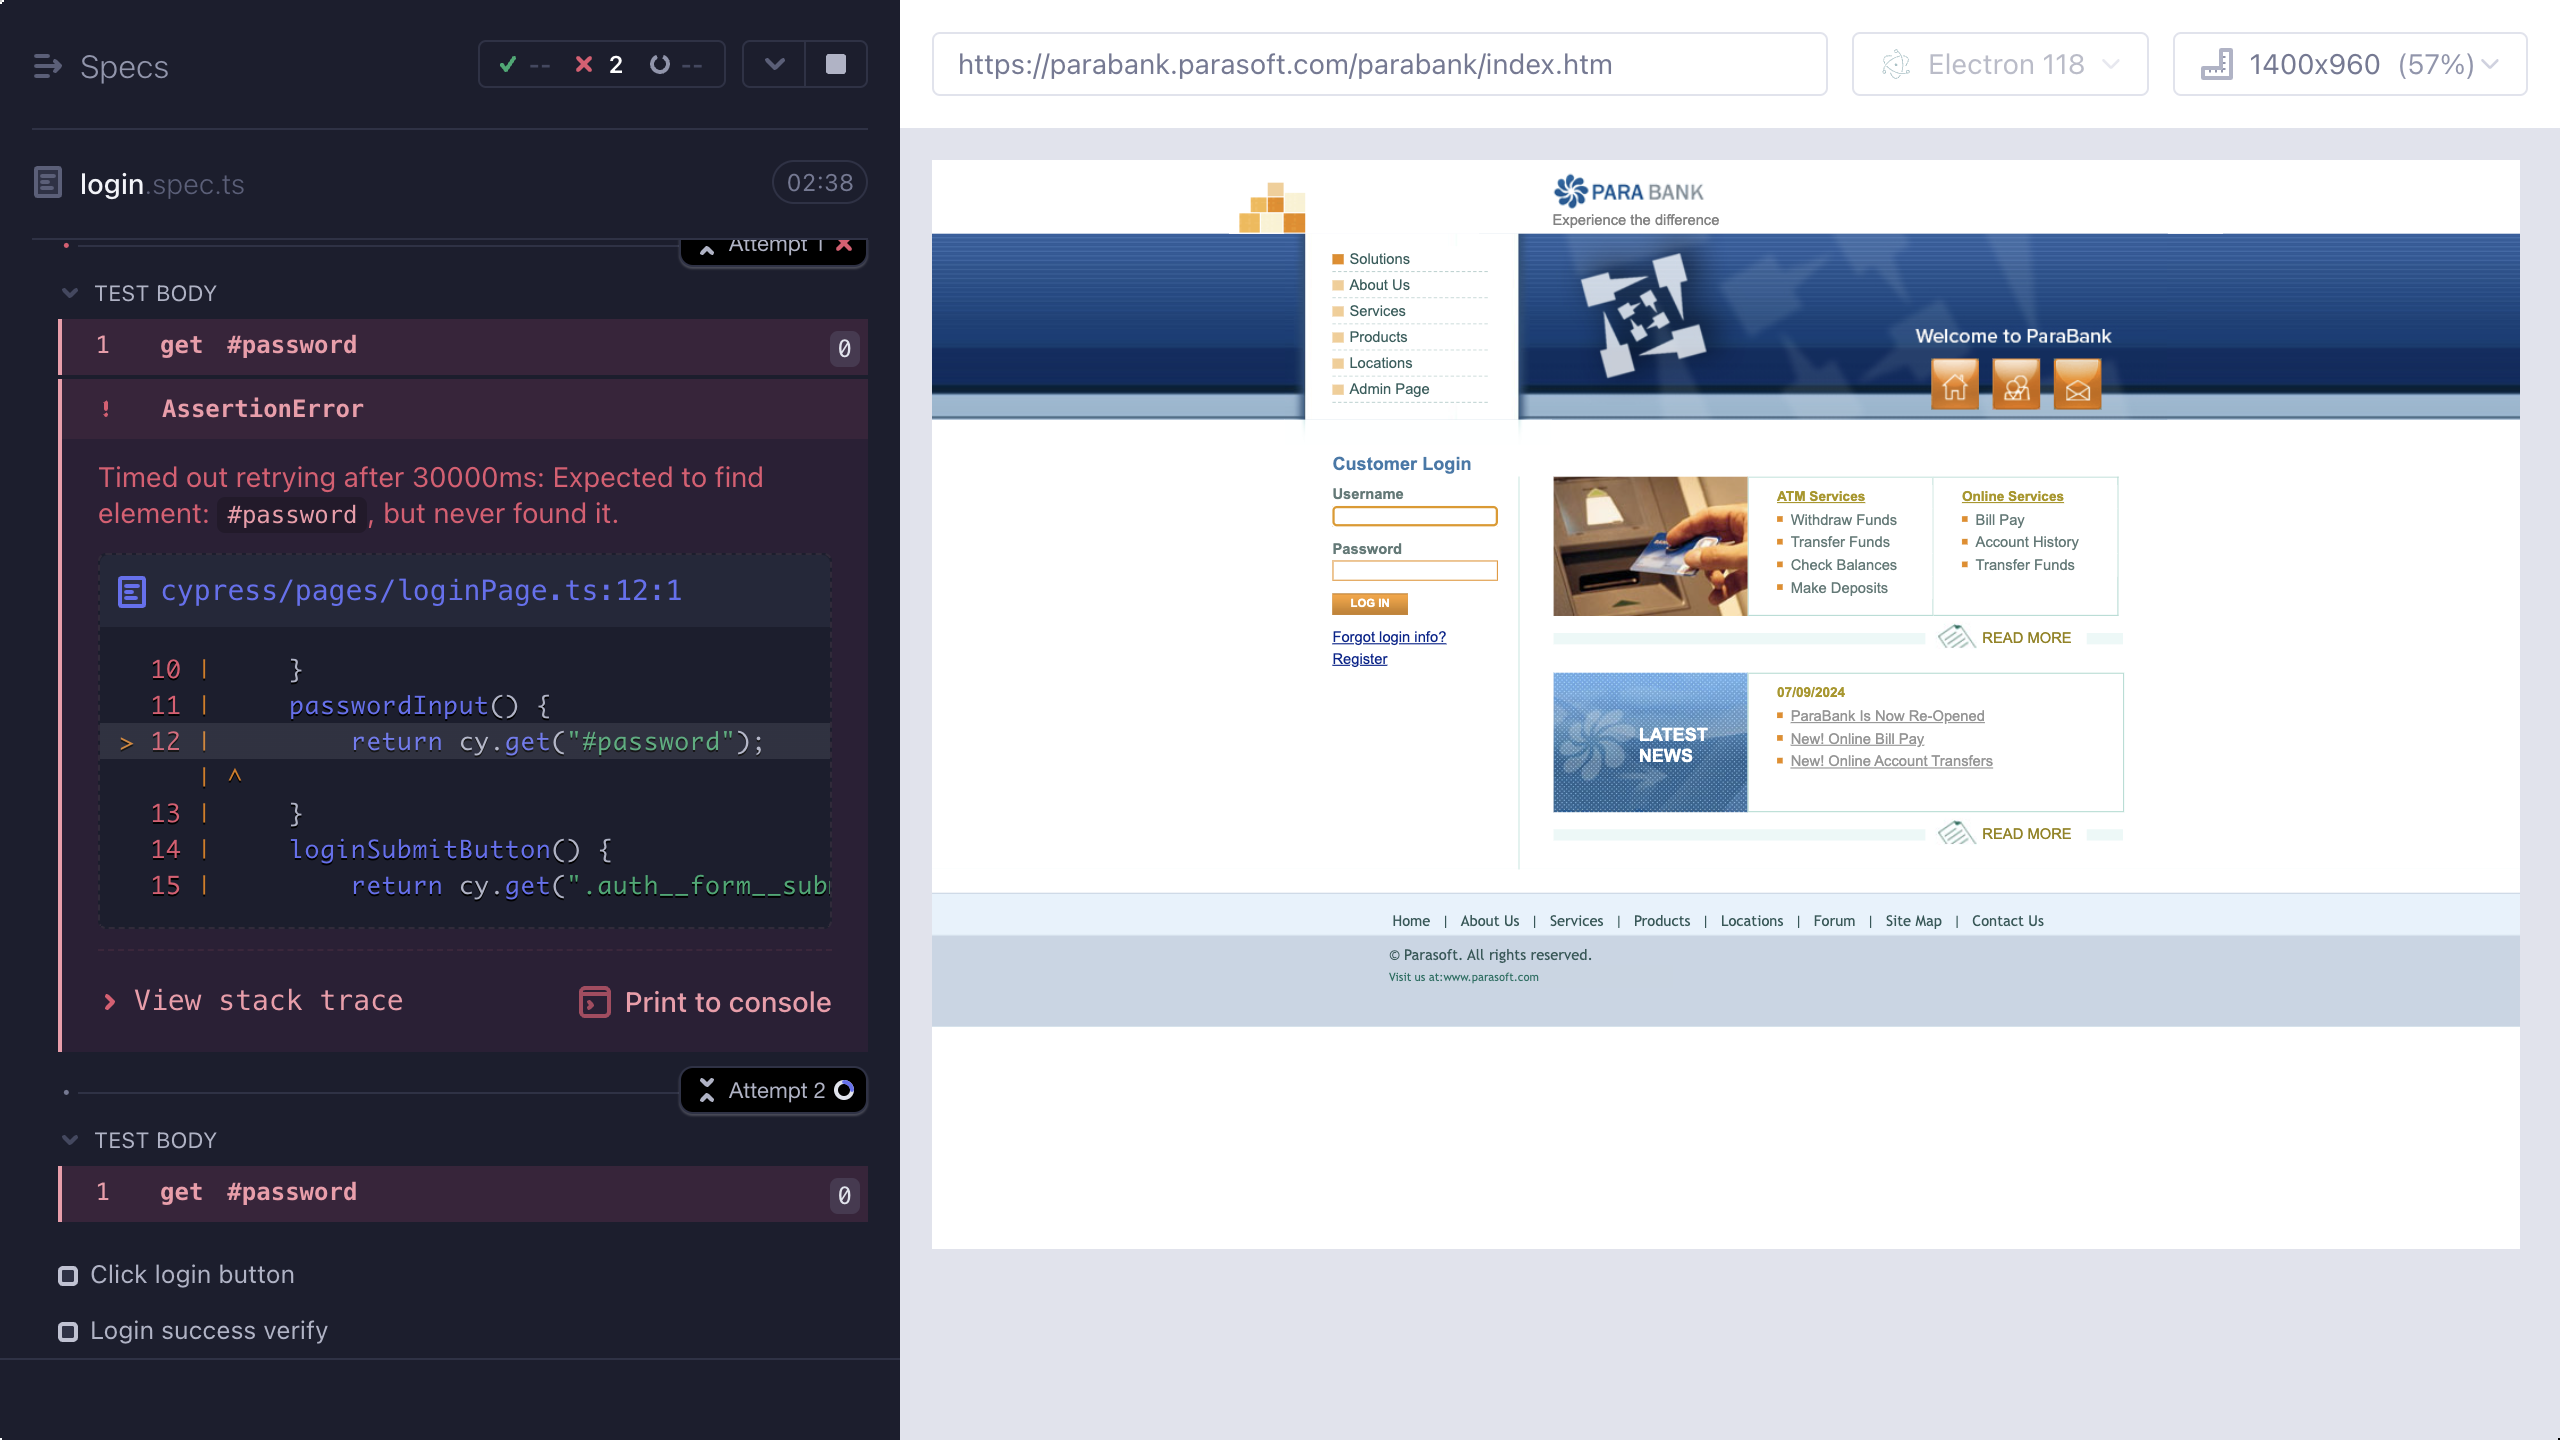 Specs
-- 2 --
login.spec.ts 02:38
Attempt 1
TEST BODY
1 get #password 0
! AssertionError
Timed out retrying after 30000ms: Expected to find
element: #password, but never found it.
cypress/pages/loginPage.ts:12:1
10 | }
11 | passwordInput() {
> 12 | return cy.get("#password");
| ^
13 | }
14 | loginSubmitButton() {
15 | return cy.get(".auth__form__sub
View stack trace Print to console
Attempt 2
TEST BODY
1 get #password 0
Click login button
Login success verify
https://parabank.parasoft.com/parabank/index.htm
Electron 118
1400x960 (57%)
PARA BANK
Experience the difference
Solutions
About Us
Services
Products
Locations
Admin Page
Welcome to ParaBank
Customer Login
Username
Password
LOG IN
Forgot login info?
Register
ATM Services
Withdraw Funds
Transfer Funds
Check Balances
Make Deposits
Online Services
Bill Pay
Account History
Transfer Funds
READ MORE
LATEST
NEWS
07/09/2024
ParaBank Is Now Re-Opened
New! Online Bill Pay
New! Online Account Transfers
READ MORE
Home | About Us | Services | Products | Locations | Forum | Site Map | Contact Us
© Parasoft. All rights reserved.
Visit us at:www.parasoft.com